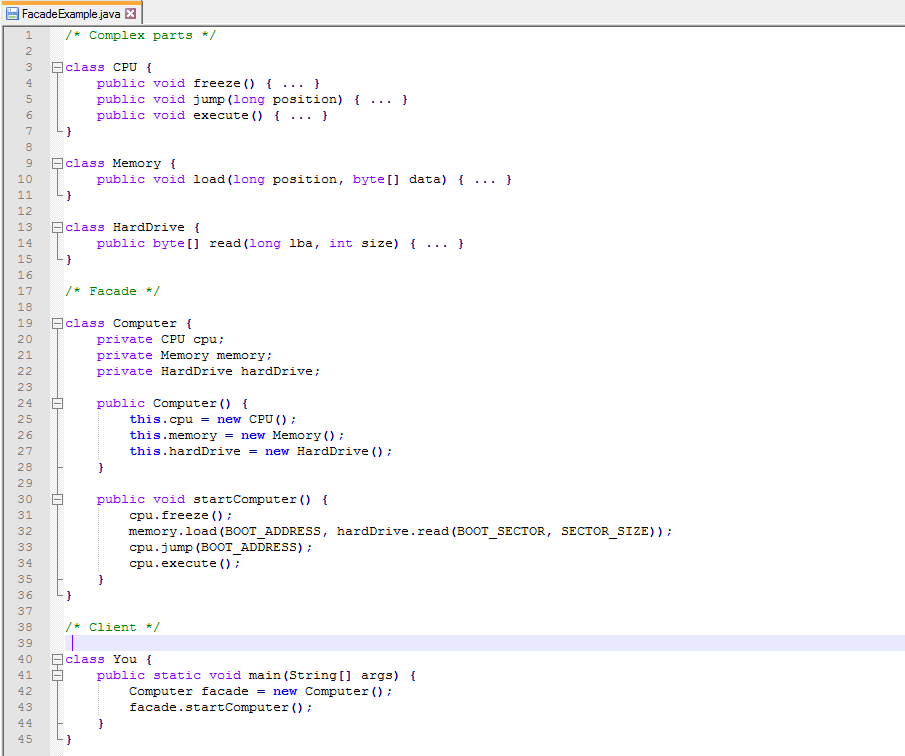 FacadeExample.java
1 /* Complex parts */
2
3 class CPU {
4     public void freeze() { ... }
5     public void jump(long position) { ... }
6     public void execute() { ... }
7 }
8
9 class Memory {
10     public void load(long position, byte[] data) { ... }
11 }
12
13 class HardDrive {
14     public byte[] read(long lba, int size) { ... }
15 }
16
17 /* Facade */
18
19 class Computer {
20     private CPU cpu;
21     private Memory memory;
22     private HardDrive hardDrive;
23
24     public Computer() {
25         this.cpu = new CPU();
26         this.memory = new Memory();
27         this.hardDrive = new HardDrive();
28     }
29
30     public void startComputer() {
31         cpu.freeze();
32         memory.load(BOOT_ADDRESS, hardDrive.read(BOOT_SECTOR, SECTOR_SIZE));
33         cpu.jump(BOOT_ADDRESS);
34         cpu.execute();
35     }
36 }
37
38 /* Client */
39
40 class You {
41     public static void main(String[] args) {
42         Computer facade = new Computer();
43         facade.startComputer();
44     }
45 }